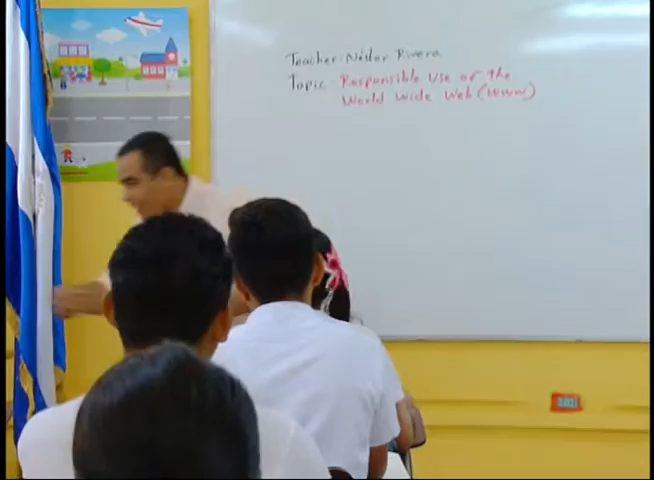 Teacher: Néstor Rivera
Topic: Responsible Use of the
World Wide Web (WWW)